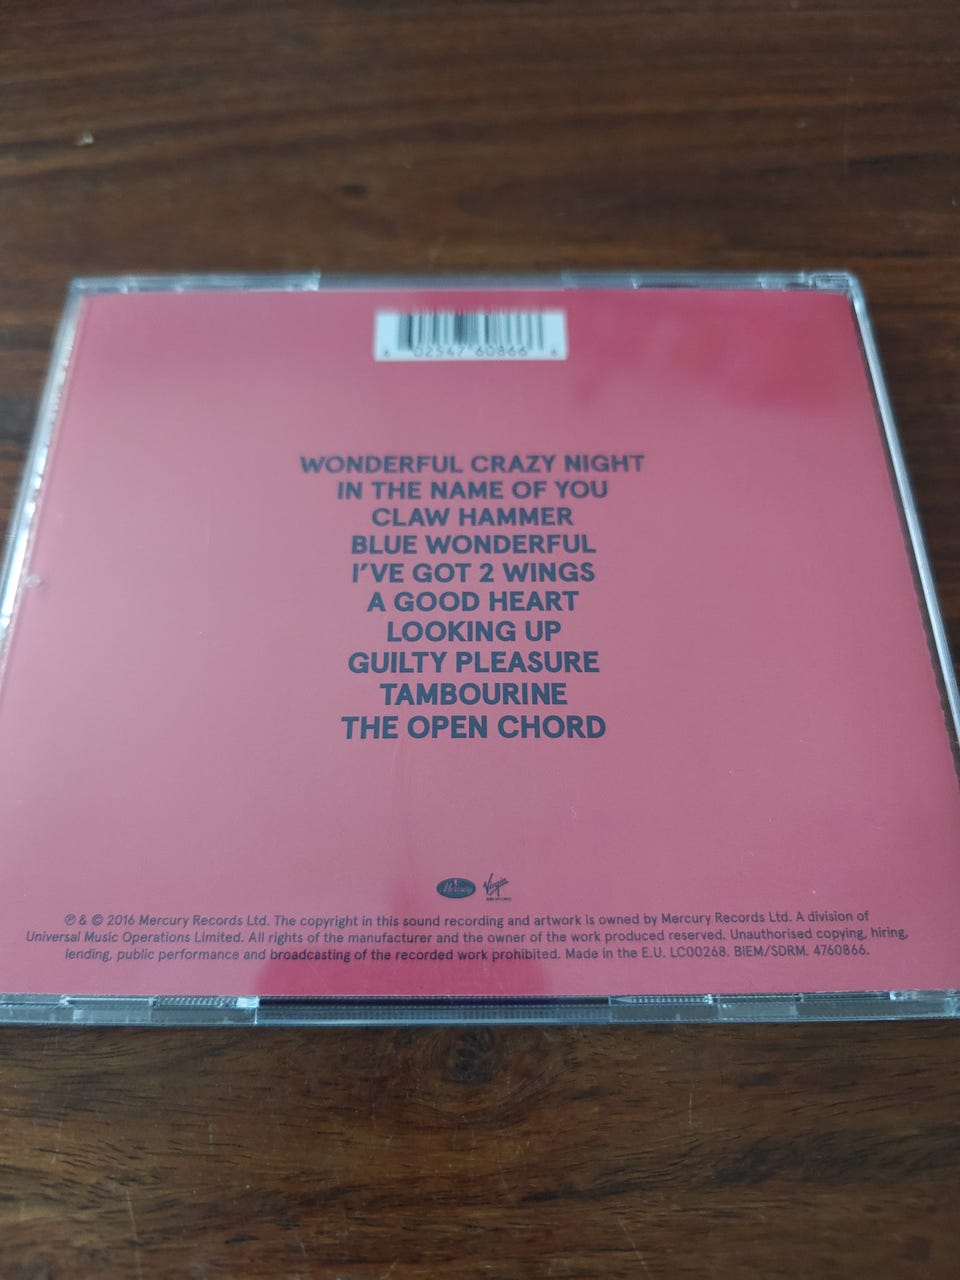 6 02547 60866 6
WONDERFUL CRAZY NIGHT
IN THE NAME OF YOU
CLAW HAMMER
BLUE WONDERFUL
I'VE GOT 2 WINGS
A GOOD HEART
LOOKING UP
GUILTY PLEASURE
TAMBOURINE
THE OPEN CHORD
Mercury Virgin
℗ & © 2016 Mercury Records Ltd. The copyright in this sound recording and artwork is owned by Mercury Records Ltd. A division of
Universal Music Operations Limited. All rights of the manufacturer and the owner of the work produced reserved. Unauthorised copying, hiring,
lending, public performance and broadcasting of the recorded work prohibited. Made in the E.U. LC00268. BIEM/SDRM. 4760866.